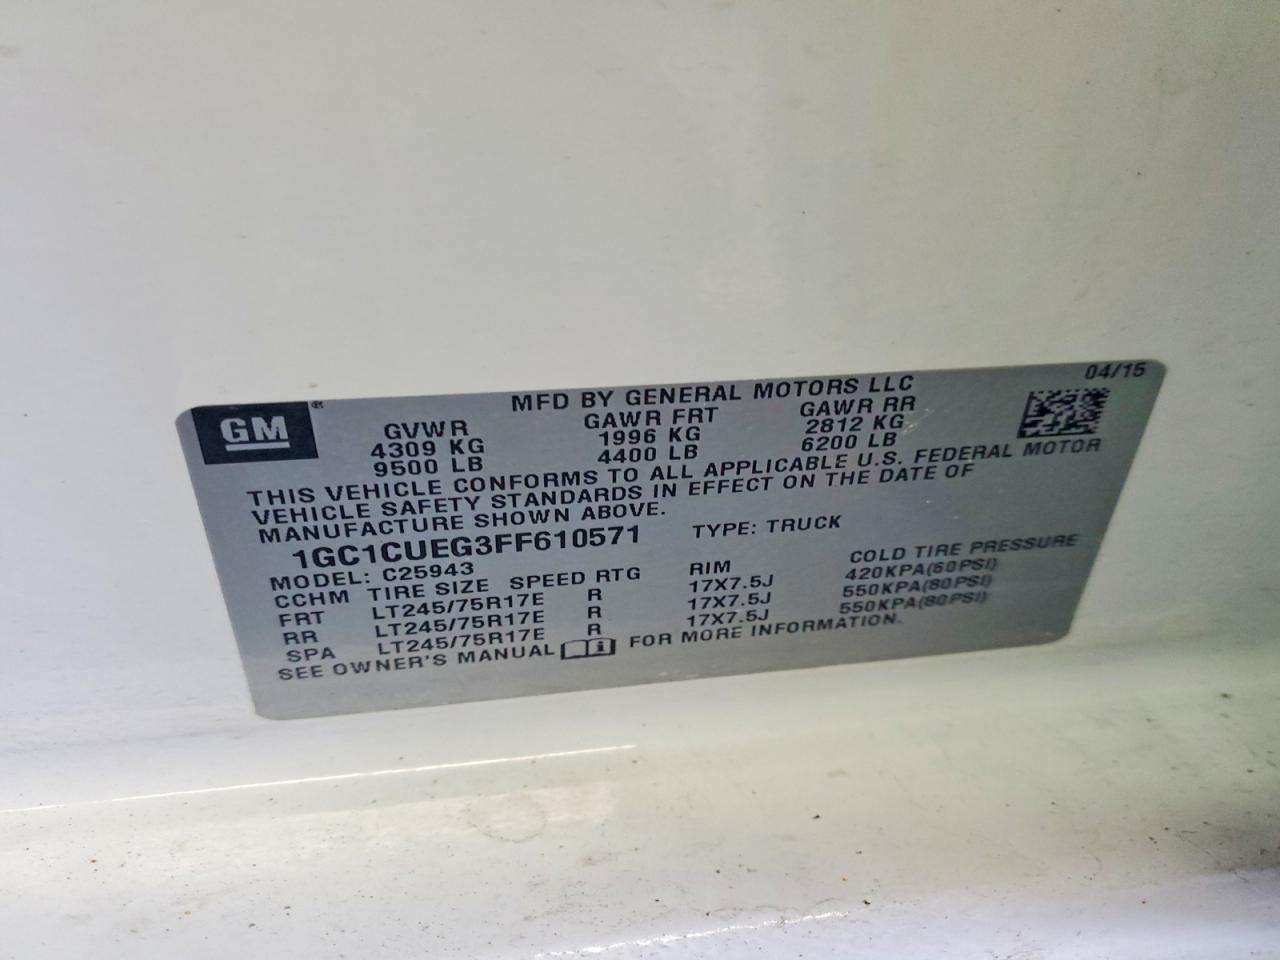 04/15
GM ®
MFD BY GENERAL MOTORS LLC
GVWR GAWR FRT GAWR RR
4309 KG 1996 KG 2812 KG
9500 LB 4400 LB 6200 LB
THIS VEHICLE CONFORMS TO ALL APPLICABLE U.S. FEDERAL MOTOR
VEHICLE SAFETY STANDARDS IN EFFECT ON THE DATE OF
MANUFACTURE SHOWN ABOVE.
1GC1CUEG3FF610571 TYPE: TRUCK
MODEL: C25943
CCHM TIRE SIZE SPEED RTG RIM COLD TIRE PRESSURE
FRT LT245/75R17E R 17X7.5J 420KPA(60PSI)
RR LT245/75R17E R 17X7.5J 550KPA(80PSI)
SPA LT245/75R17E R 17X7.5J 550KPA(80PSI)
SEE OWNER'S MANUAL FOR MORE INFORMATION.